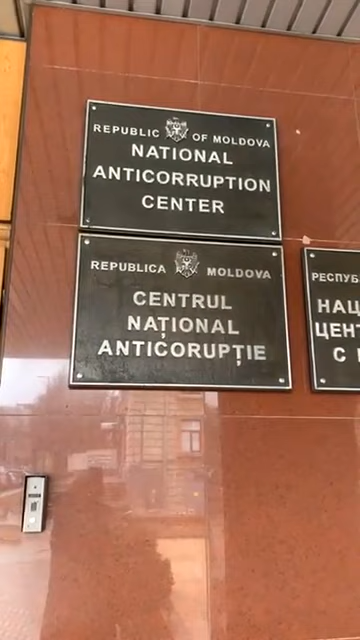 REPUBLIC OF MOLDOVA
NATIONAL
ANTICORRUPTION
CENTER
REPUBLICA MOLDOVA
CENTRUL
NAȚIONAL
ANTICORUPȚIE
С